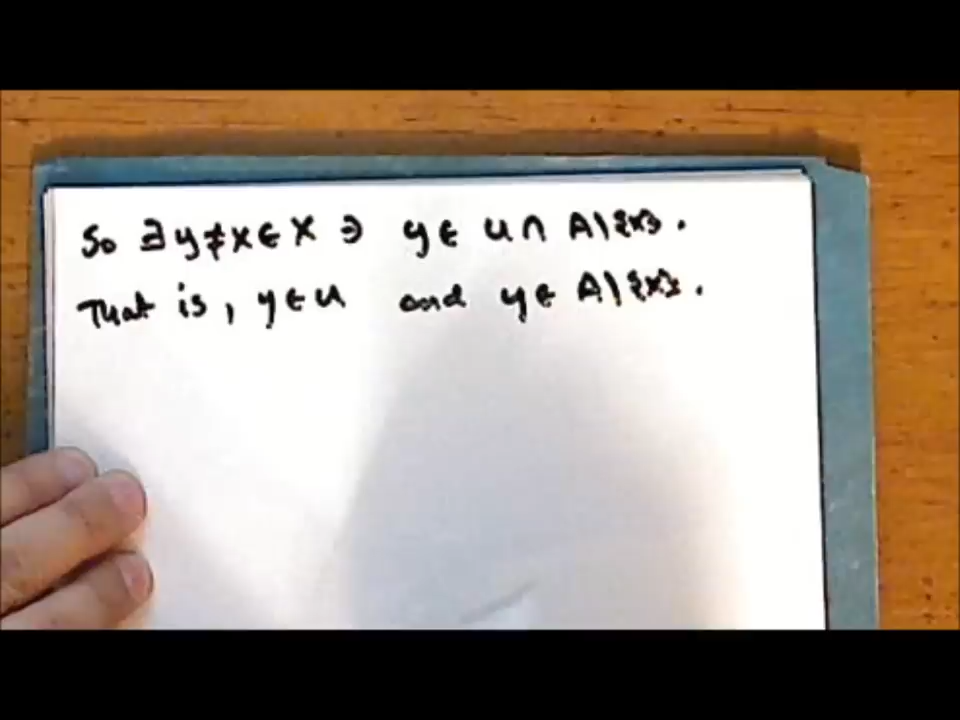 So ∃ y ≠ x ∈ X ∋ y ∈ U ∩ A \ {x}.
That is, y ∈ U and y ∈ A \ {x}.